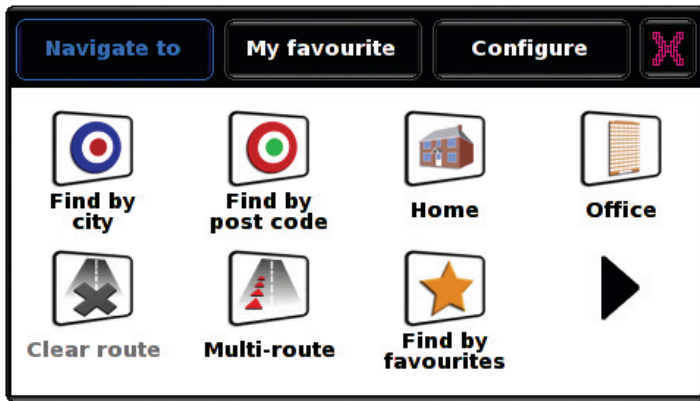 Navigate to
My favourite
Configure
Find by
city
Find by
post code
Home
Office
Clear route
Multi-route
Find by
favourites